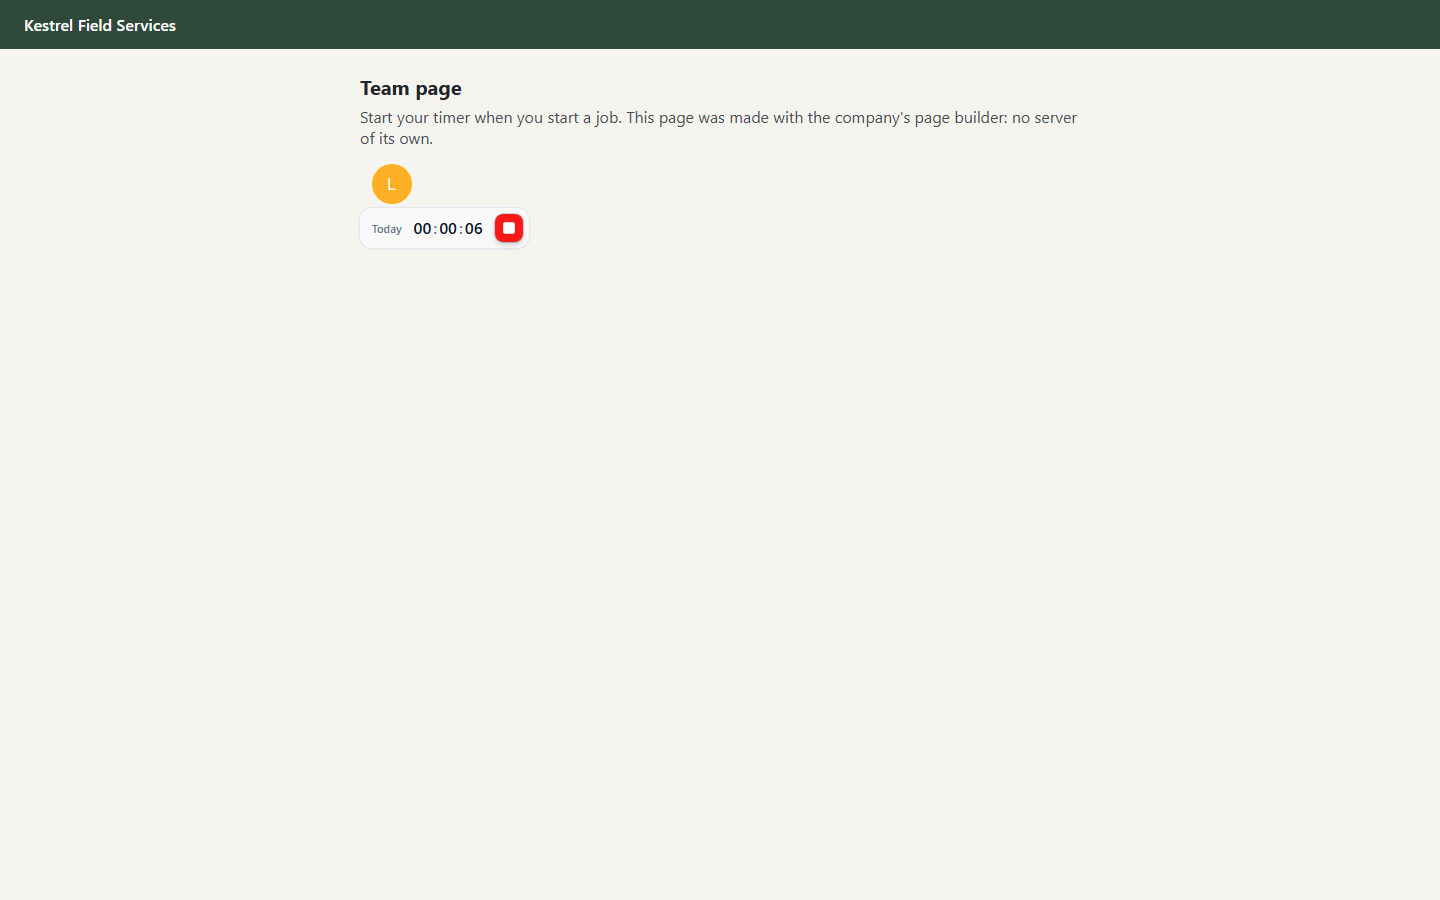 Kestrel Field Services
Team page
Start your timer when you start a job. This page was made with the company's page builder: no server
of its own.
L
Today 00:00:06